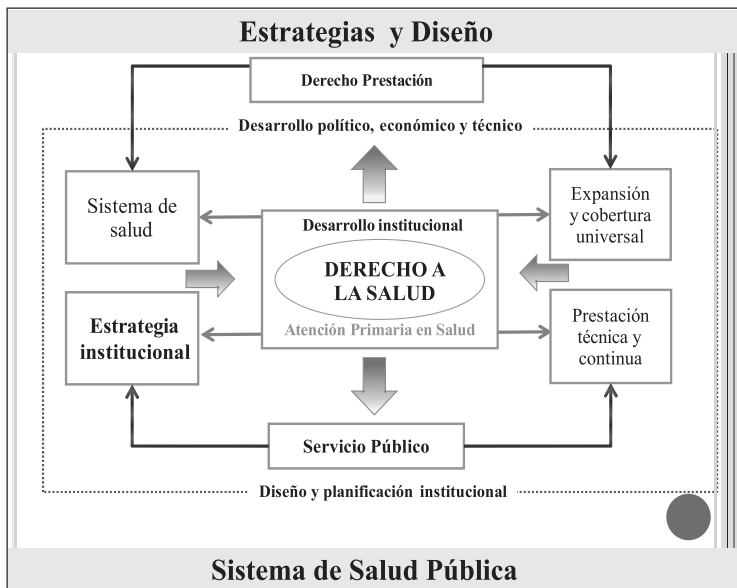 Estrategias y Diseño
Derecho Prestación
Desarrollo político, económico y técnico
Sistema de
salud
Desarrollo institucional
DERECHO A
LA SALUD
Atención Primaria en Salud
Expansión
y cobertura
universal
Estrategia
institucional
Prestación
técnica y
continua
Servicio Público
Diseño y planificación institucional
Sistema de Salud Pública